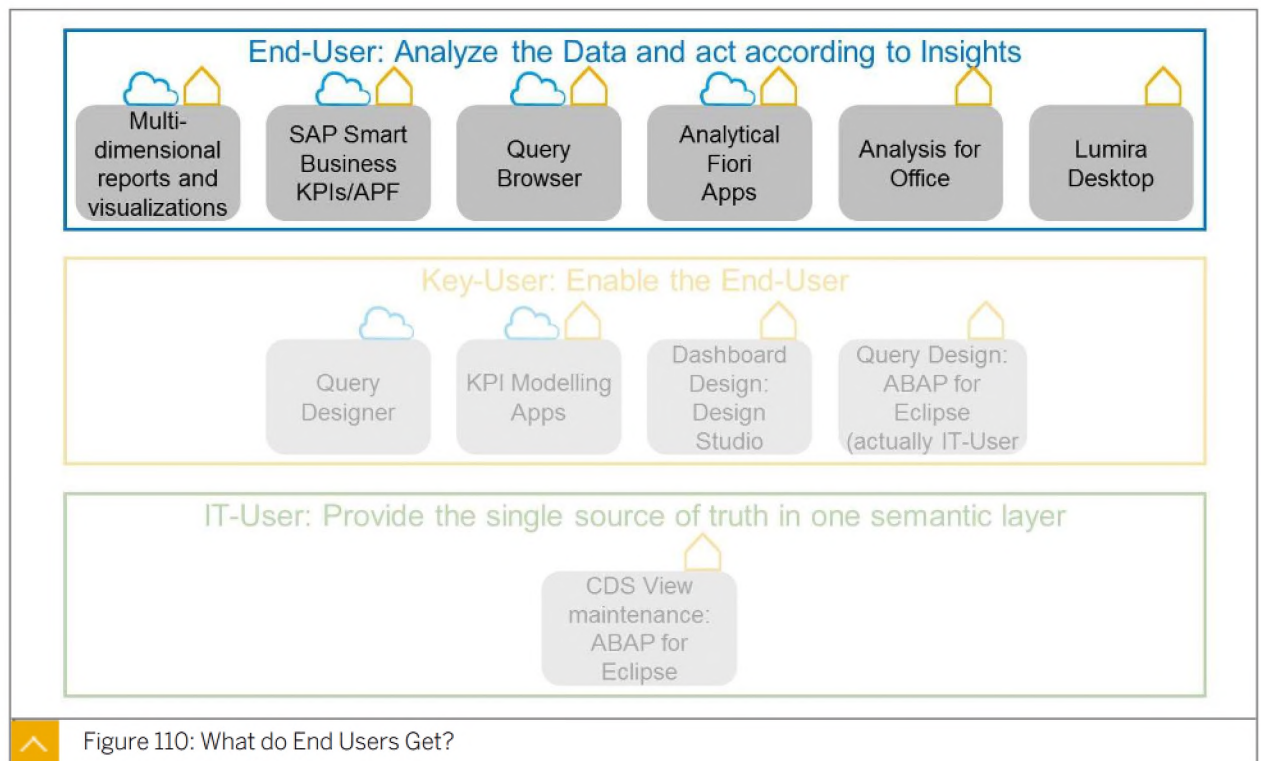 End-User: Analyze the Data and act according to Insights
Multi-
dimensional
reports and
visualizations
SAP Smart
Business
KPIs/APF
Query
Browser
Analytical
Fiori
Apps
Analysis for
Office
Lumira
Desktop
Key-User: Enable the End-User
Query
Designer
KPI Modelling
Apps
Dashboard
Design:
Design
Studio
Query Design:
ABAP for
Eclipse
(actually IT-User
IT-User: Provide the single source of truth in one semantic layer
CDS View
maintenance:
ABAP for
Eclipse
Figure 110: What do End Users Get?